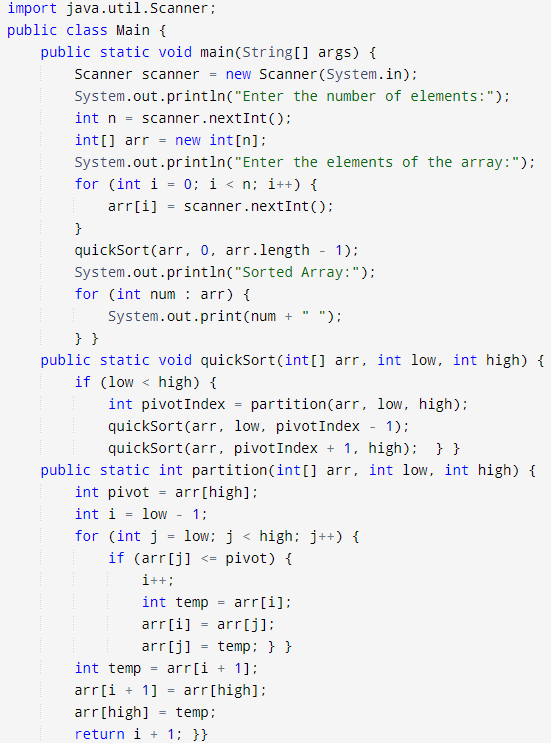 import java.util.Scanner;
public class Main {
    public static void main(String[] args) {
        Scanner scanner = new Scanner(System.in);
        System.out.println("Enter the number of elements:");
        int n = scanner.nextInt();
        int[] arr = new int[n];
        System.out.println("Enter the elements of the array:");
        for (int i = 0; i < n; i++) {
            arr[i] = scanner.nextInt();
        }
        quickSort(arr, 0, arr.length - 1);
        System.out.println("Sorted Array:");
        for (int num : arr) {
            System.out.print(num + " ");
        } }
    public static void quickSort(int[] arr, int low, int high) {
        if (low < high) {
            int pivotIndex = partition(arr, low, high);
            quickSort(arr, low, pivotIndex - 1);
            quickSort(arr, pivotIndex + 1, high);  } }
    public static int partition(int[] arr, int low, int high) {
        int pivot = arr[high];
        int i = low - 1;
        for (int j = low; j < high; j++) {
            if (arr[j] <= pivot) {
                i++;
                int temp = arr[i];
                arr[i] = arr[j];
                arr[j] = temp; } }
        int temp = arr[i + 1];
        arr[i + 1] = arr[high];
        arr[high] = temp;
        return i + 1; }}